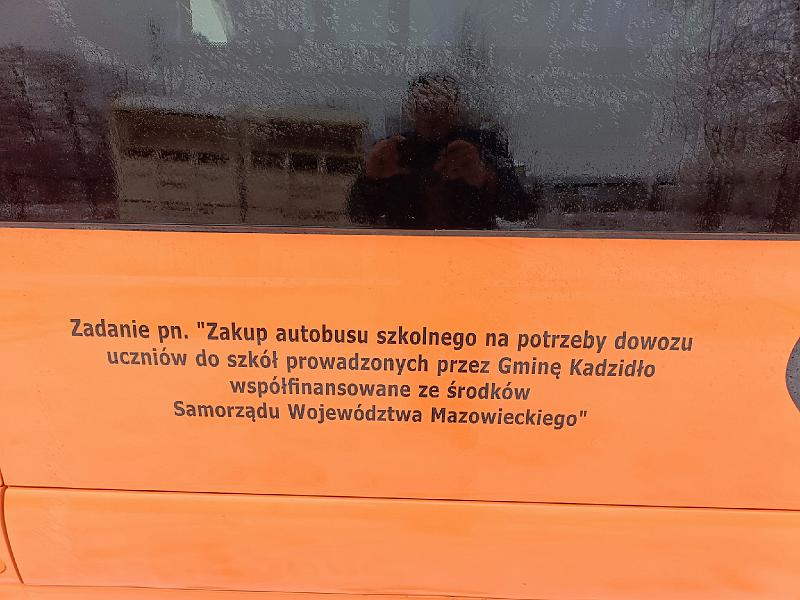 Zadanie pn. "Zakup autobusu szkolnego na potrzeby dowozu
uczniów do szkół prowadzonych przez Gminę Kadzidło
współfinansowane ze środków
Samorządu Województwa Mazowieckiego"